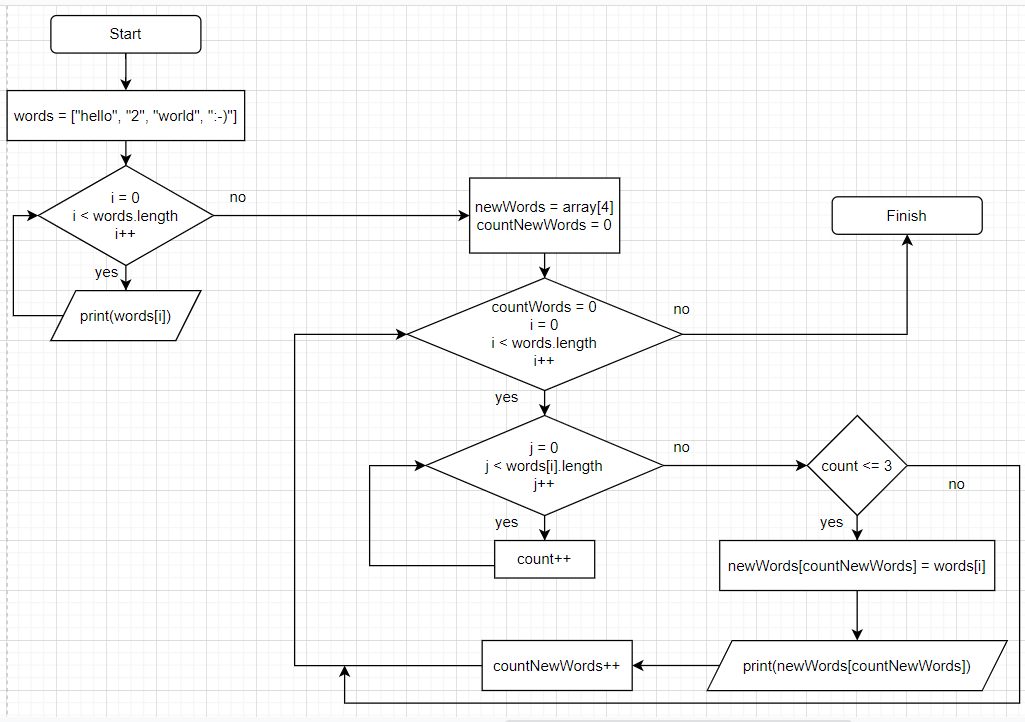 Start
words = ["hello", "2", "world", ":-)"]
i = 0
i < words.length
i++
no
yes
print(words[i])
newWords = array[4]
countNewWords = 0
Finish
countWords = 0
i = 0
i < words.length
i++
no
yes
j = 0
j < words[i].length
j++
no
yes
count++
count <= 3
no
yes
newWords[countNewWords] = words[i]
print(newWords[countNewWords])
countNewWords++